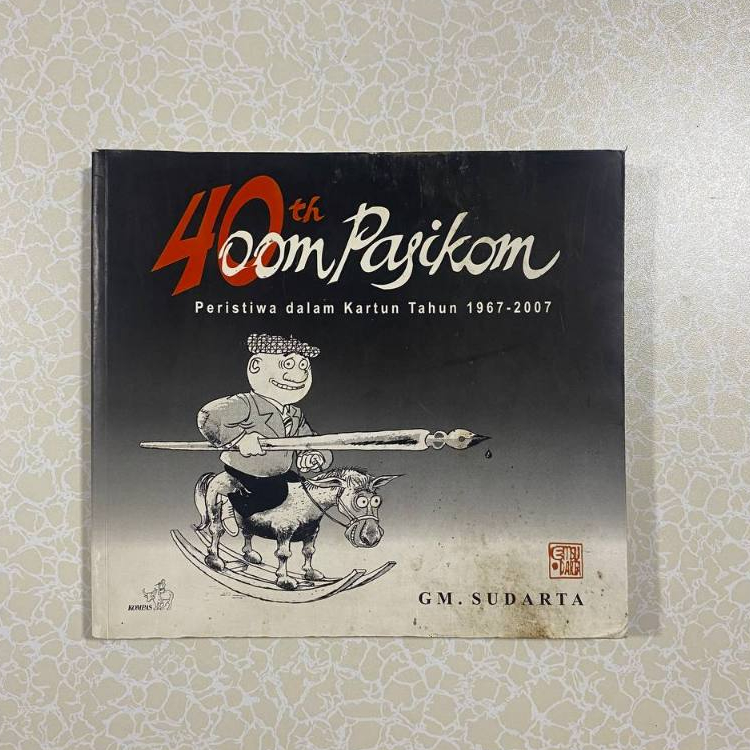 40th
oom Pasikom
Peristiwa dalam Kartun Tahun 1967-2007
GM. SUDARTA
KOMPAS